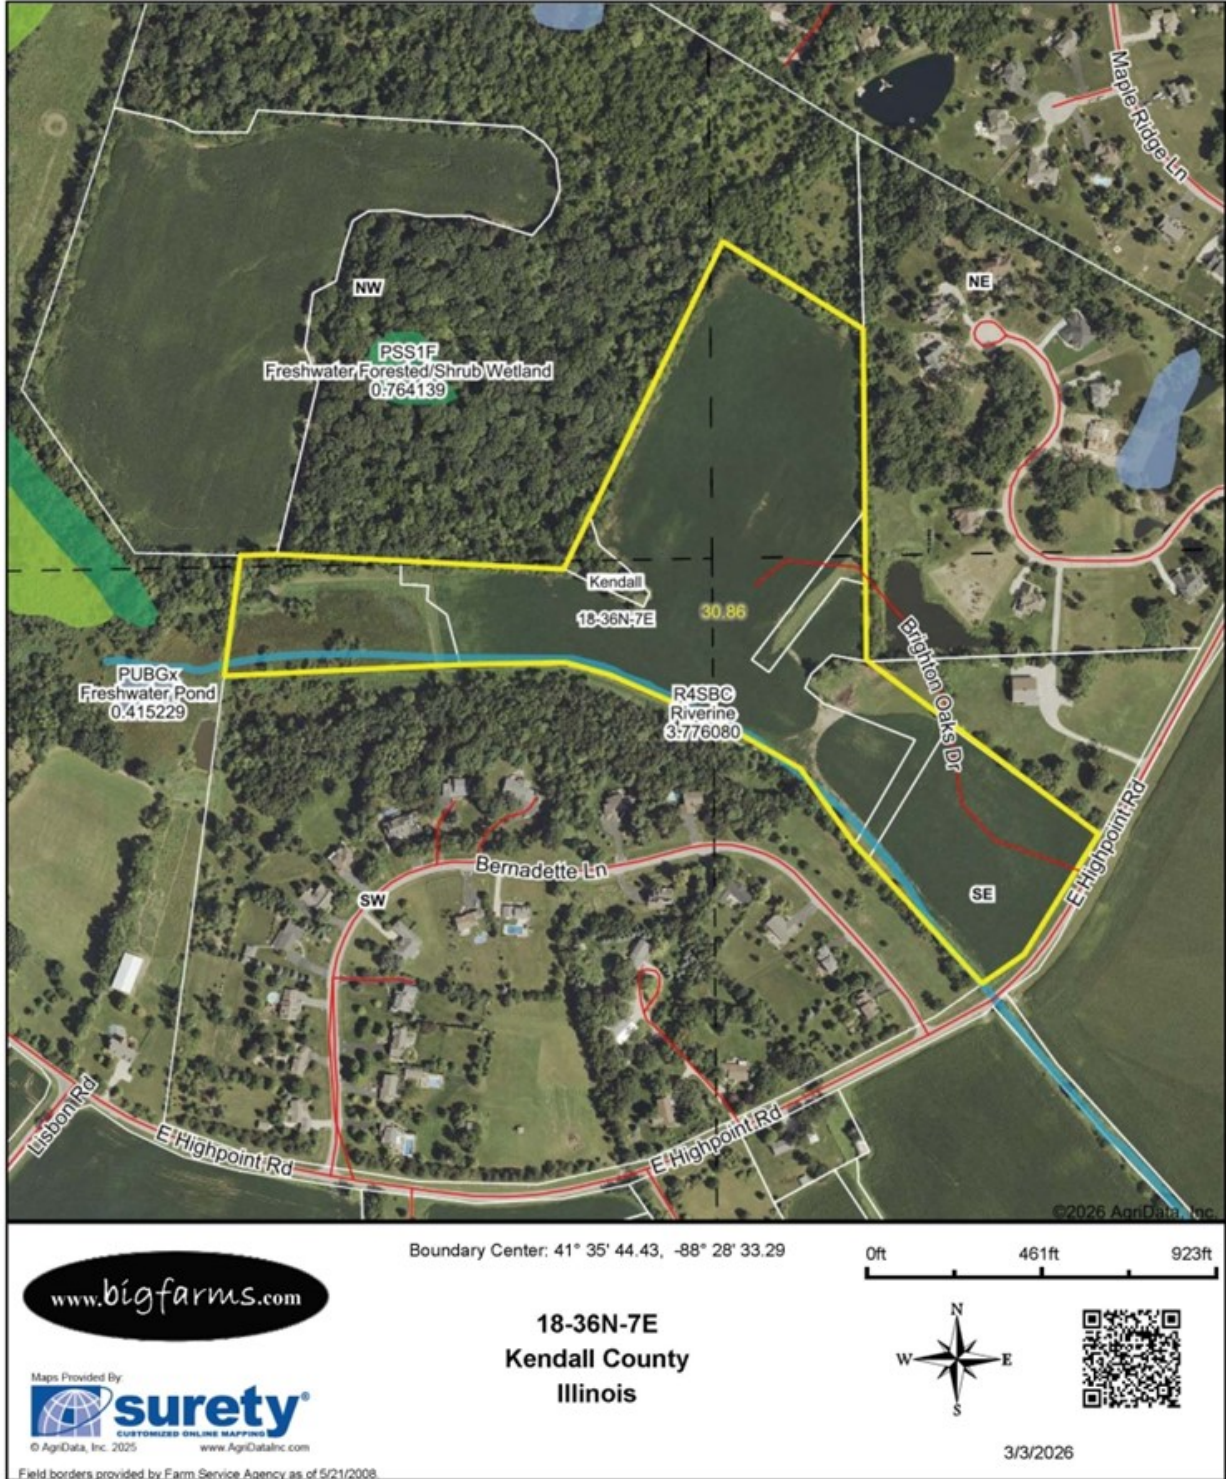 Maple Ridge Ln
NW
NE
PSS1F
Freshwater Forested/Shrub Wetland
0.764139
Kendall
18-36N-7E
30.86
Brighton Oaks Dr
PUBGx
Freshwater Pond
0.415229
R4SBC
Riverine
3.776080
E Highpoint Rd
Bernadette Ln
SW
SE
Lisbon Rd
E Highpoint Rd
E Highpoint Rd
©2026 AgriData, Inc.
Boundary Center: 41° 35' 44.43, -88° 28' 33.29
0ft 461ft 923ft
www.bigfarms.com
18-36N-7E
Kendall County
Illinois
N
W E
S
Maps Provided By:
surety®
CUSTOMIZED ONLINE MAPPING
© AgriData, Inc. 2025 www.AgriDataInc.com
3/3/2026
Field borders provided by Farm Service Agency as of 5/21/2008.